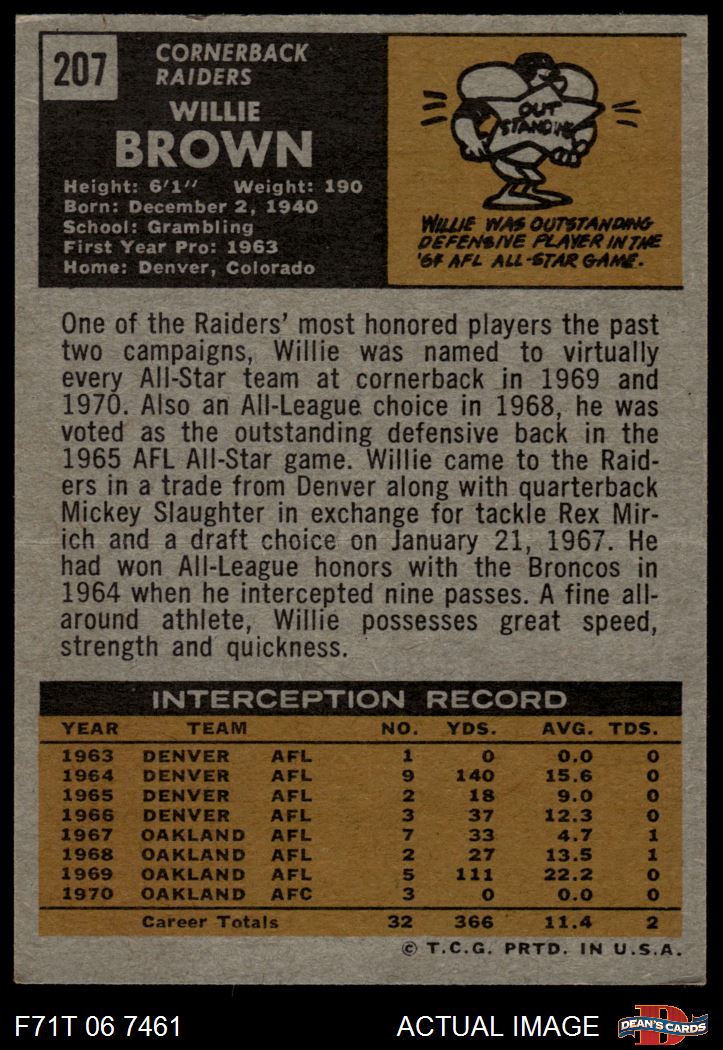 207
CORNERBACK
RAIDERS
WILLIE
BROWN
Height: 6'1" Weight: 190
Born: December 2, 1940
School: Grambling
First Year Pro: 1963
Home: Denver, Colorado
OUT
STANDING
WILLIE WAS OUTSTANDING
DEFENSIVE PLAYER IN THE
'64 AFL ALL-STAR GAME.
One of the Raiders' most honored players the past
two campaigns, Willie was named to virtually
every All-Star team at cornerback in 1969 and
1970. Also an All-League choice in 1968, he was
voted as the outstanding defensive back in the
1965 AFL All-Star game. Willie came to the Raid-
ers in a trade from Denver along with quarterback
Mickey Slaughter in exchange for tackle Rex Mir-
ich and a draft choice on January 21, 1967. He
had won All-League honors with the Broncos in
1964 when he intercepted nine passes. A fine all-
around athlete, Willie possesses great speed,
strength and quickness.
INTERCEPTION RECORD
YEAR TEAM NO. YDS. AVG. TDS.
1963 DENVER AFL 1 0 0.0 0
1964 DENVER AFL 9 140 15.6 0
1965 DENVER AFL 2 18 9.0 0
1966 DENVER AFL 3 37 12.3 0
1967 OAKLAND AFL 7 33 4.7 1
1968 OAKLAND AFL 2 27 13.5 1
1969 OAKLAND AFL 5 111 22.2 0
1970 OAKLAND AFC 3 0 0.0 0
Career Totals 32 366 11.4 2
© T.C.G. PRTD. IN U.S.A.
F71T 06 7461 ACTUAL IMAGE D DEAN'S CARDS